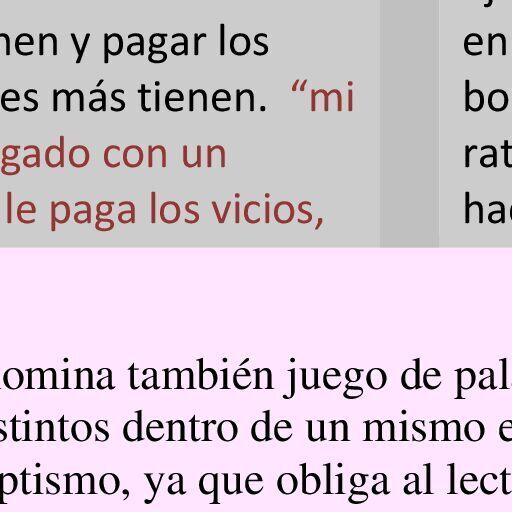 nen y pagar los
es más tienen. “mi
gado con un
le paga los vicios,
en
bo
rat
ha
omina también juego de pal
stintos dentro de un mismo e
ptismo, ya que obliga al lect